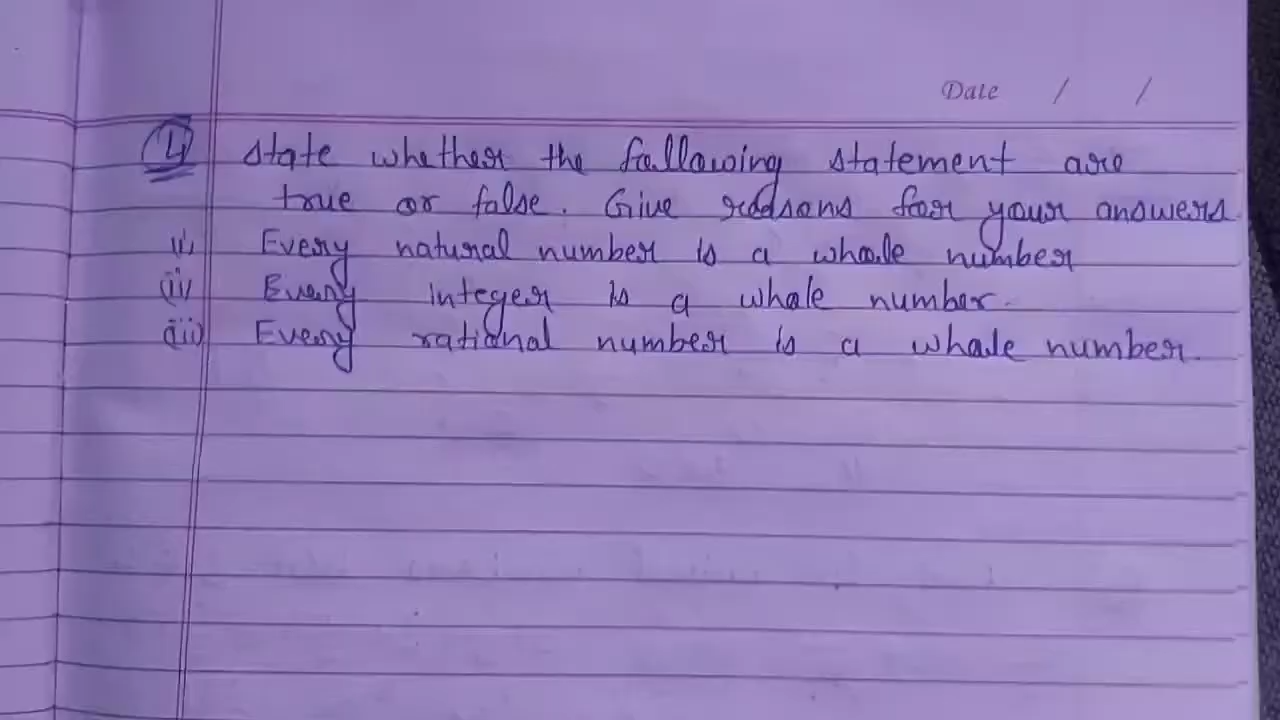 Date / /
4 State whether the following statement are
true or false. Give reasons for your answers
(i) Every natural number is a whole number
(ii) Every integer is a whole number.
(iii) Every rational number is a whole number.